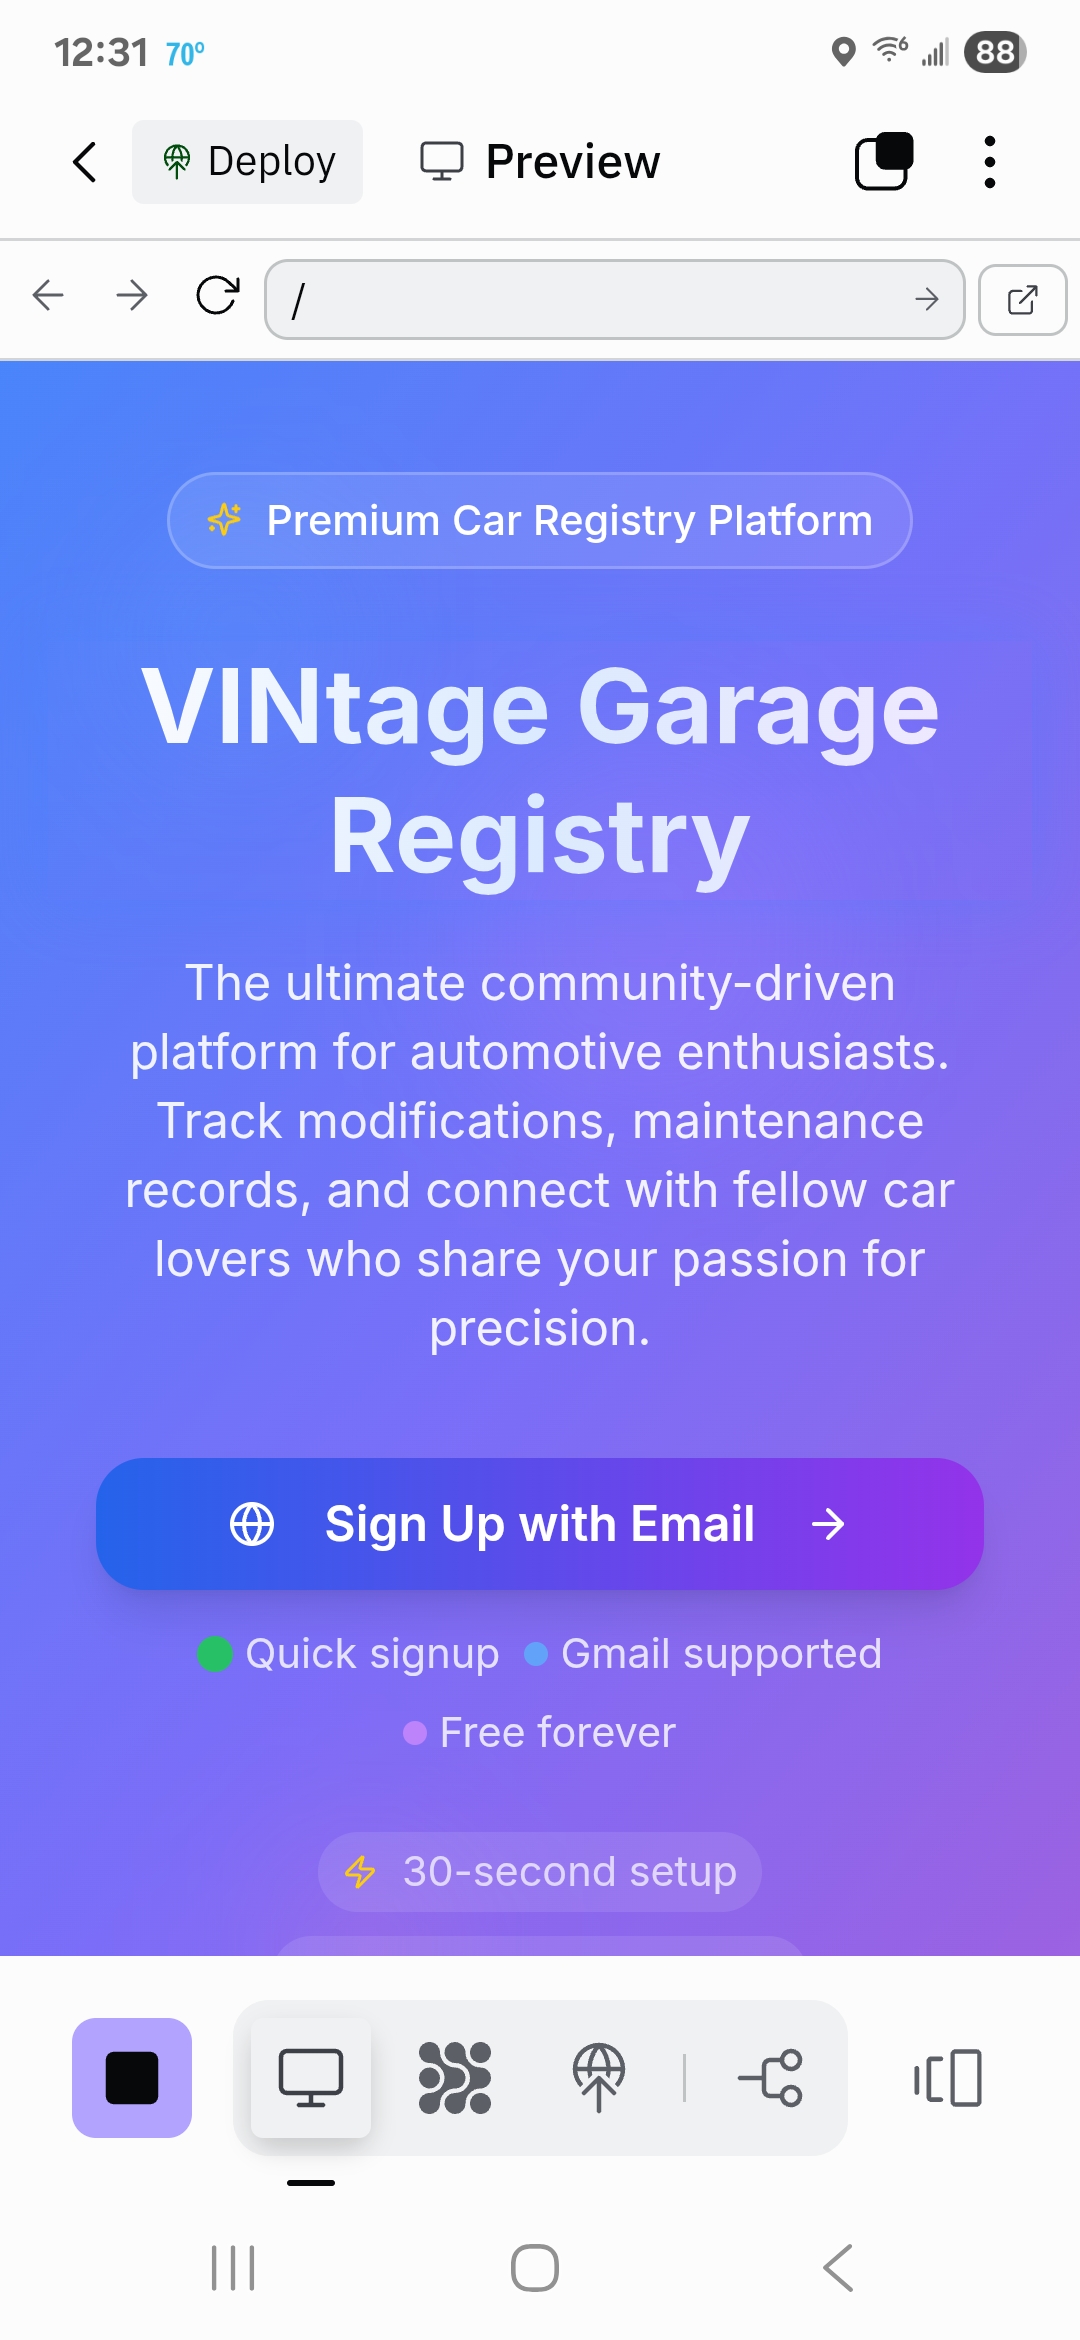 12:31 70° 6 88
Deploy Preview
/
Premium Car Registry Platform
VINtage Garage
Registry
The ultimate community-driven
platform for automotive enthusiasts.
Track modifications, maintenance
records, and connect with fellow car
lovers who share your passion for
precision.
Sign Up with Email
Quick signup Gmail supported
Free forever
30-second setup